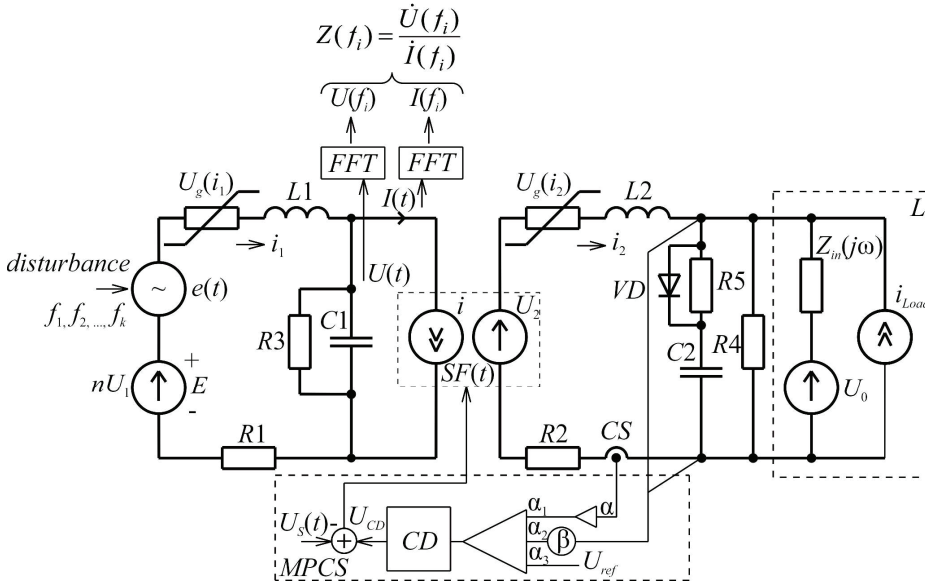 Z(f_i) = U̇(f_i) / İ(f_i)
U(f_i) I(f_i)
FFT FFT
U_g(i_1) L1 I(t) U_g(i_2) L2 L
i_1 i_2 Z_in(jω)
disturbance e(t) ~ U(t) VD R5 i_Load
f_1, f_2, ..., f_k
R3 C1 i U_2 R4
nU_1 + E - SF(t) C2 U_0
R1 R2 CS
U_S(t) - U_CD α_1 α
+ CD α_2 β
MPCS α_3 U_ref